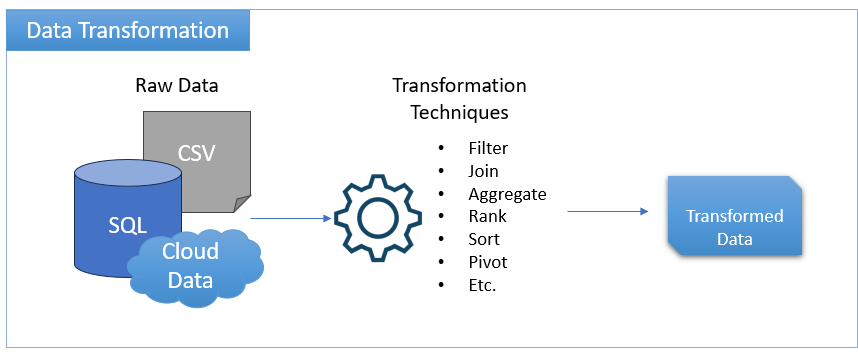 Data Transformation
Raw Data
CSV
SQL
Cloud
Data
Transformation
Techniques
• Filter
• Join
• Aggregate
• Rank
• Sort
• Pivot
• Etc.
Transformed
Data